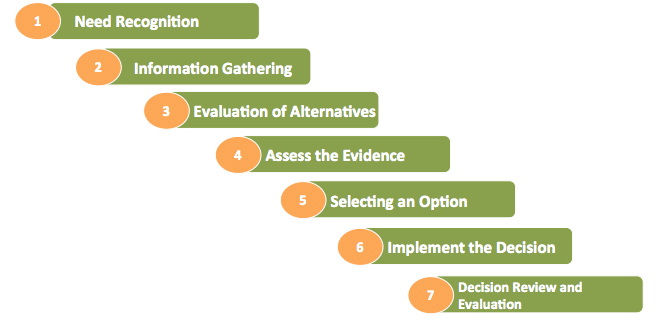 1 Need Recognition
2 Information Gathering
3 Evaluation of Alternatives
4 Assess the Evidence
5 Selecting an Option
6 Implement the Decision
7 Decision Review and
Evaluation